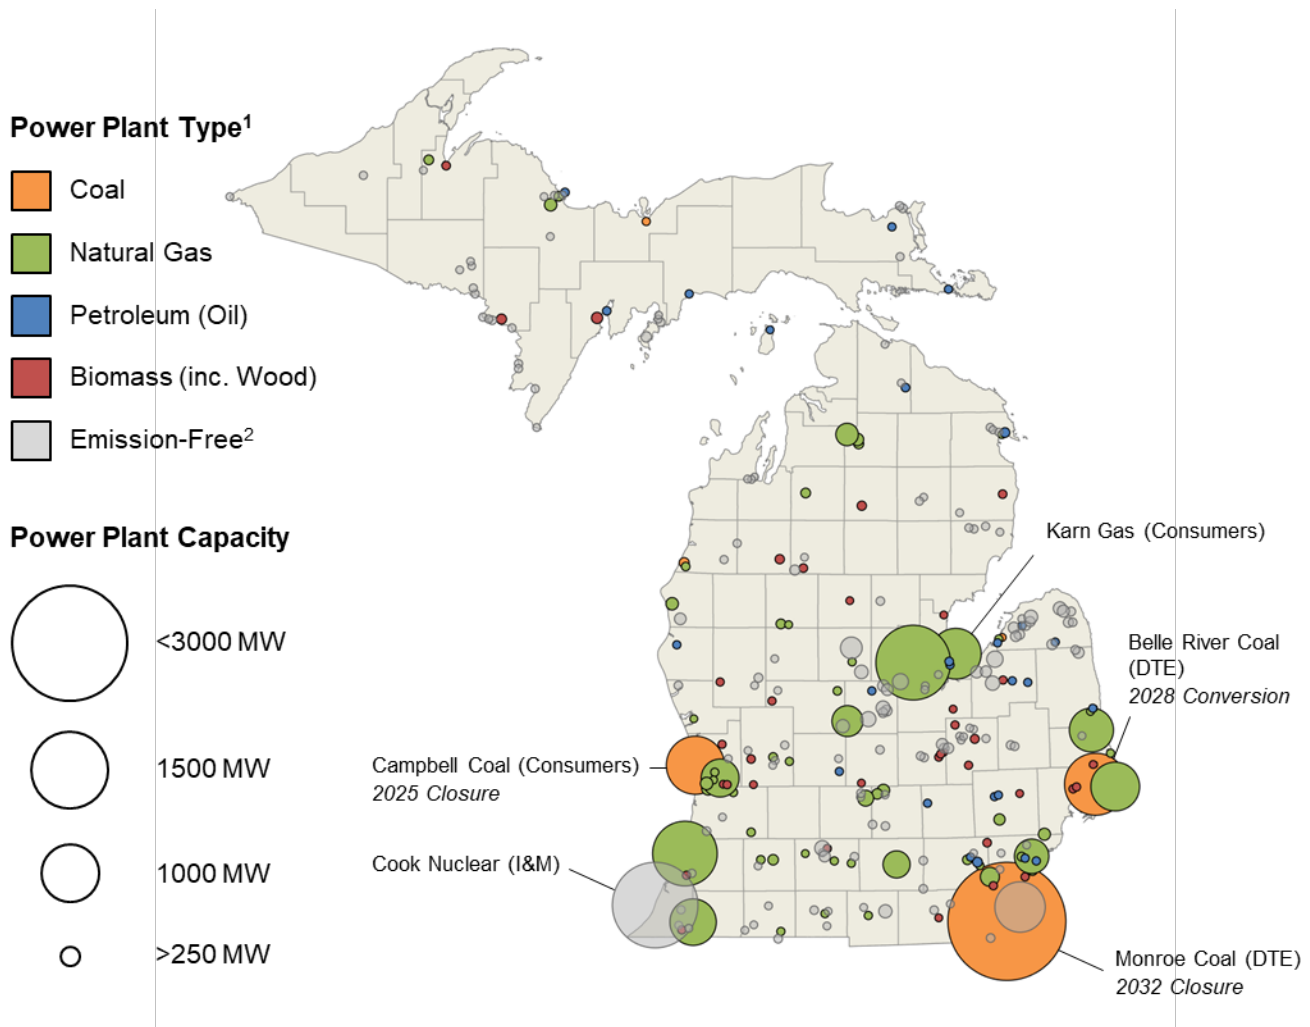 Power Plant Type¹
Coal
Natural Gas
Petroleum (Oil)
Biomass (inc. Wood)
Emission-Free²
Power Plant Capacity
<3000 MW
1500 MW
1000 MW
>250 MW
Karn Gas (Consumers)
Belle River Coal
(DTE)
2028 Conversion
Campbell Coal (Consumers)
2025 Closure
Cook Nuclear (I&M)
Monroe Coal (DTE)
2032 Closure